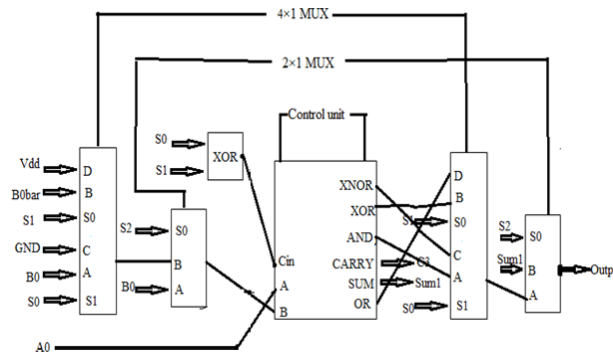 4×1 MUX
2×1 MUX
Control unit
Vdd
B0bar
S1
GND
B0
S0
D
B
S0
C
A
S1
S0
S1
XOR
S2
B0
S0
B
A
Cin
A
B
XNOR
XOR
AND
CARRY
SUM
OR
C3
Sum1
S1
S0
D
B
S0
C
A
S1
S2
Sum1
S0
B
A
Outp
A0